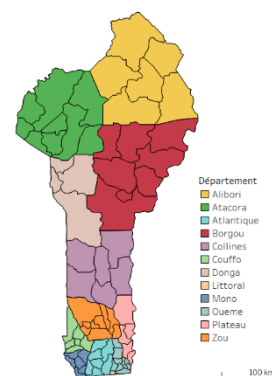 Département
Alibori
Atacora
Atlantique
Borgou
Collines
Couffo
Donga
Littoral
Mono
Oueme
Plateau
Zou
100 km